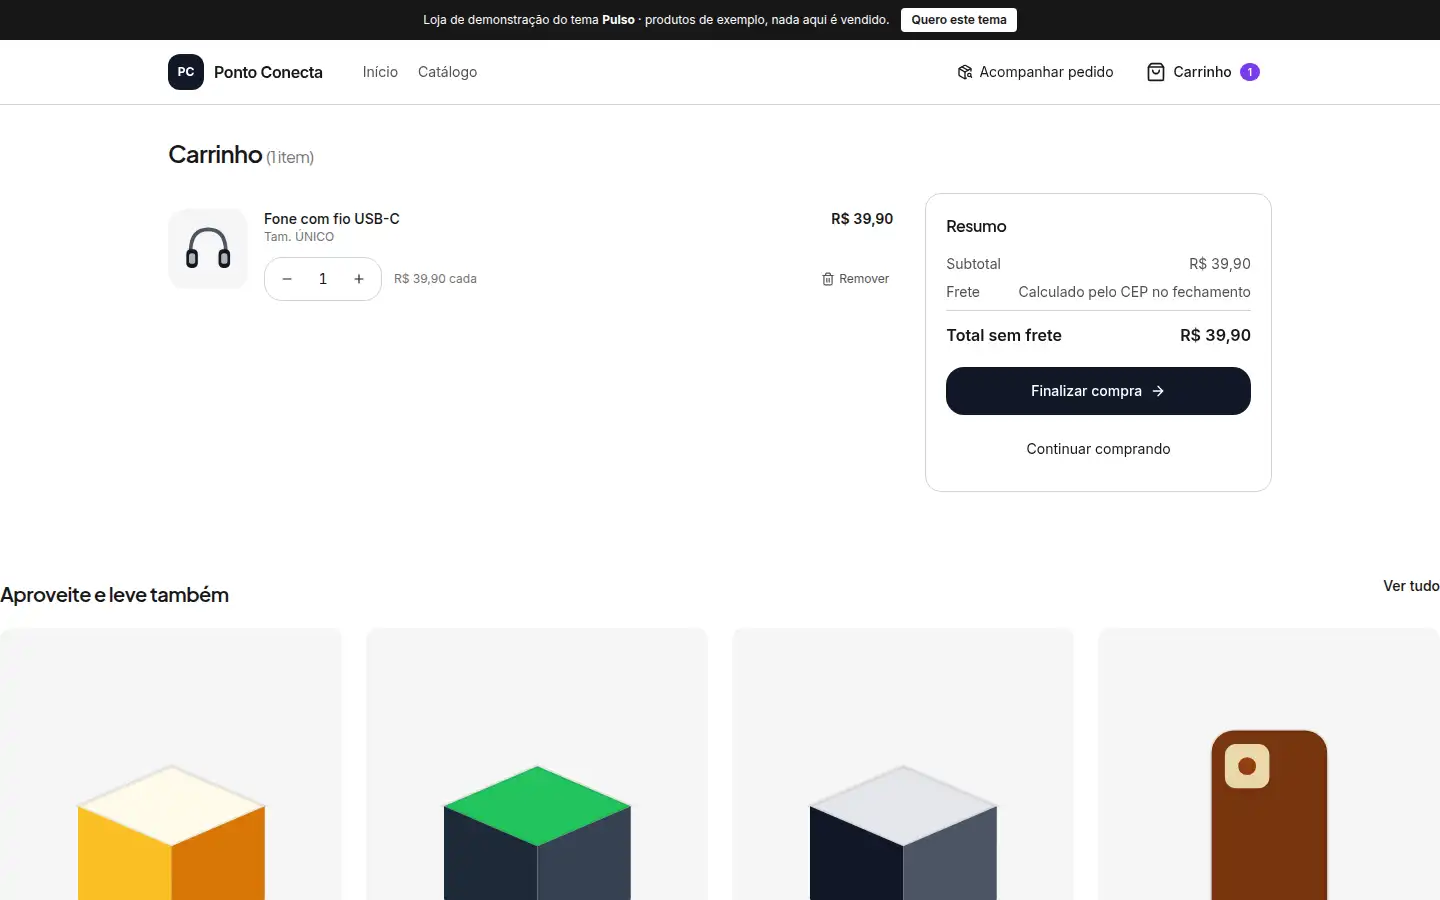 Loja de demonstração do tema Pulso · produtos de exemplo, nada aqui é vendido. Quero este tema
PC Ponto Conecta Início Catálogo Acompanhar pedido Carrinho 1
Carrinho (1 item)
Fone com fio USB-C R$ 39,90
Tam. ÚNICO
− 1 + R$ 39,90 cada Remover
Resumo
Subtotal R$ 39,90
Frete Calculado pelo CEP no fechamento
Total sem frete R$ 39,90
Finalizar compra →
Continuar comprando
Aproveite e leve também Ver tudo